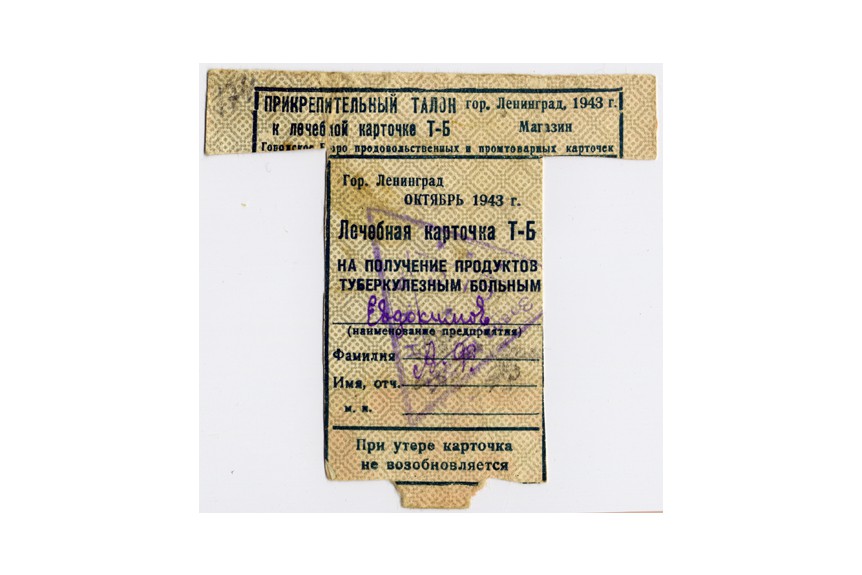 ПРИКРЕПИТЕЛЬНЫЙ ТАЛОН гор. Ленинград, 1943 г.
к лечебной карточке Т-Б Магазин
Городское Бюро продовольственных и промтоварных карточек
Гор. Ленинград
ОКТЯБРЬ 1943 г.
Лечебная карточка Т-Б
НА ПОЛУЧЕНИЕ ПРОДУКТОВ
ТУБЕРКУЛЕЗНЫМ БОЛЬНЫМ
Евдокимов
(наименование предприятия)
Фамилия А. Ф.
Имя, отч.
м. п.
При утере карточка
не возобновляется